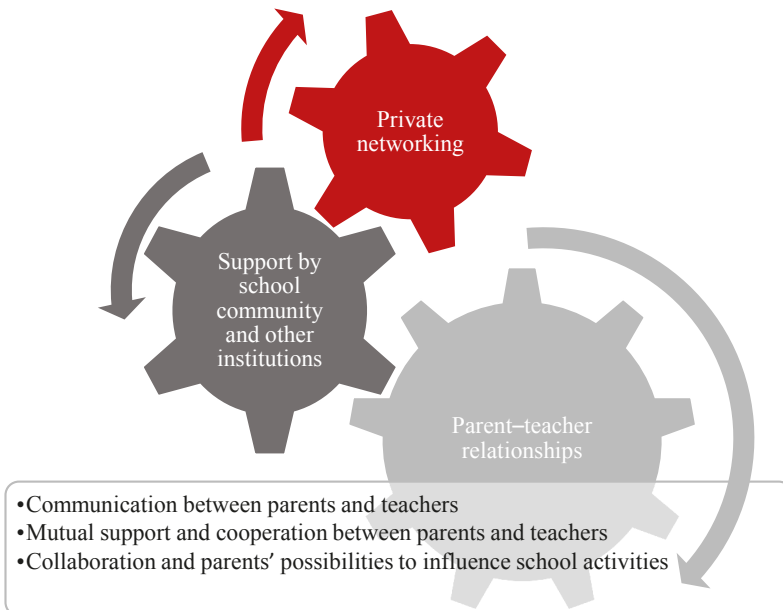 Private
networking
Support by
school
community
and other
institutions
Parent–teacher
relationships
•Communication between parents and teachers
•Mutual support and cooperation between parents and teachers
•Collaboration and parents’ possibilities to influence school activities